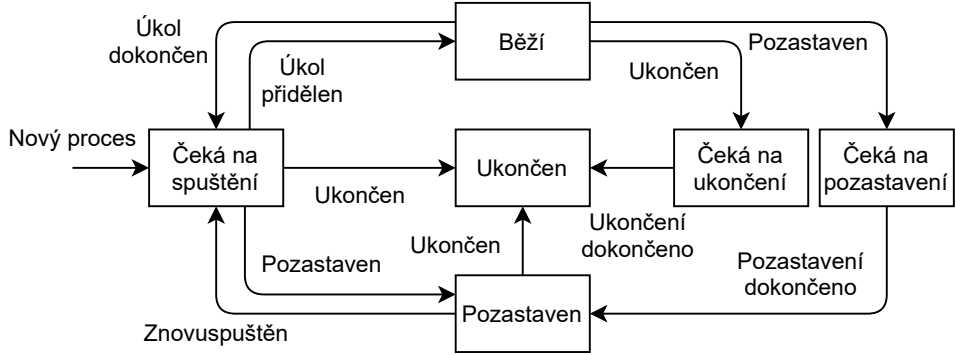 Úkol
dokončen
Běží
Pozastaven
Úkol
přidělen
Ukončen
Nový proces
Čeká na
spuštění
Ukončen
Ukončen
Čeká na
ukončení
Čeká na
pozastavení
Ukončen
Ukončení
dokončeno
Pozastaven
Pozastavení
dokončeno
Pozastaven
Znovuspuštěn